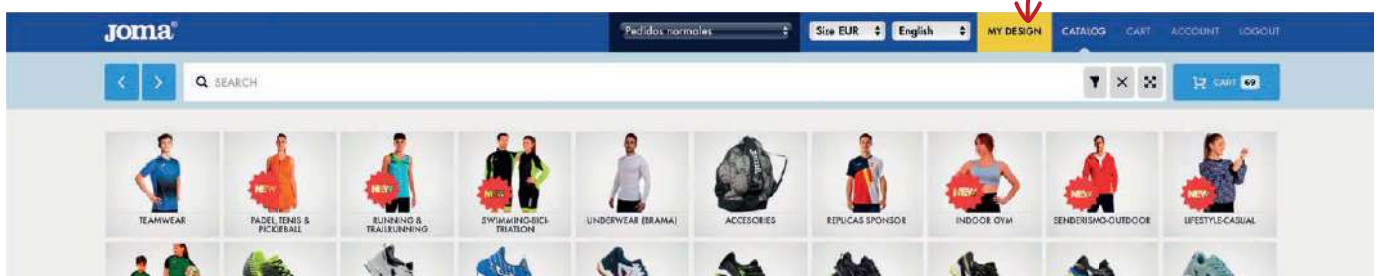 Joma®
Pedidos normales
Size EUR
English
MY DESIGN
CATALOG
CART
ACCOUNT
LOGOUT
SEARCH
CART 69
NEW
NEW
NEW
NEW
NEW
NEW
TEAMWEAR
PADEL, TENIS &
PICKLEBALL
RUNNING &
TRAILRUNNING
SWIMMING-BICI-
TRIATLON
UNDERWEAR (BRAMA)
ACCESORIES
REPLICAS SPONSOR
INDOOR GYM
SENDERISMO-OUTDOOR
LIFESTYLE-CASUAL